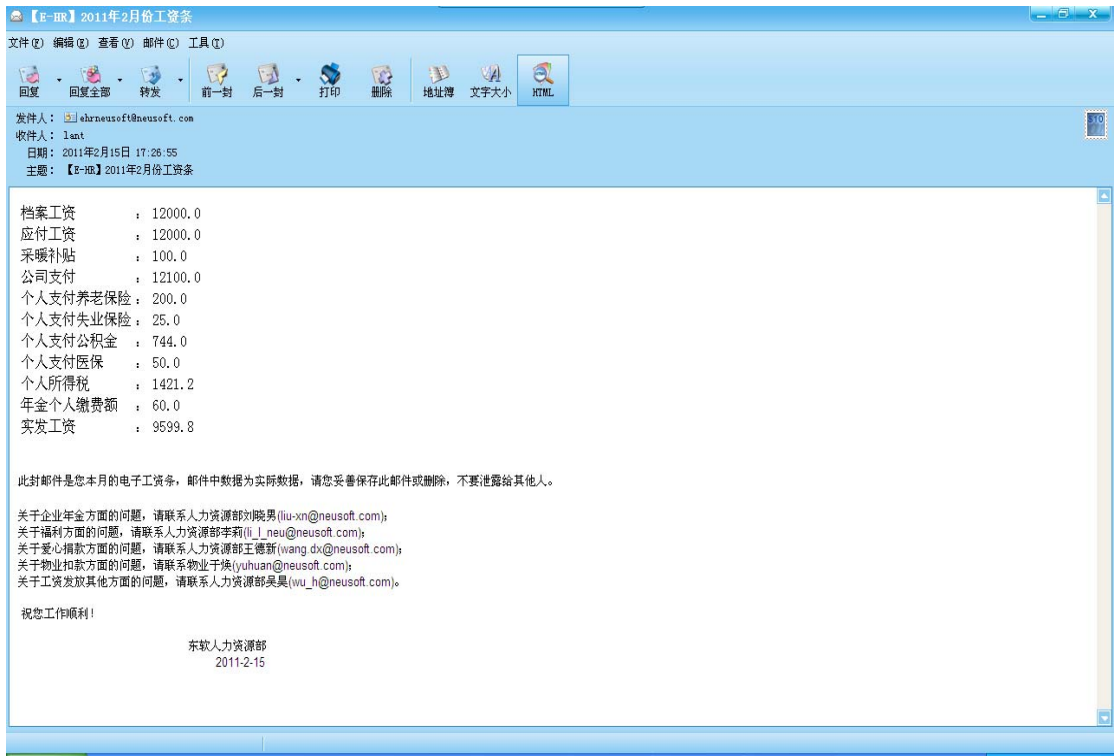 【E-HR】2011年2月份工资条
文件(F) 编辑(E) 查看(V) 邮件(C) 工具(T)
回复 回复全部 转发 前一封 后一封 打印 删除 地址簿 文字大小 HTML
发件人： ehrneusoft@neusoft.com
收件人： lant
日期： 2011年2月15日 17:26:55
主题： 【E-HR】2011年2月份工资条
档案工资 ： 12000.0
应付工资 ： 12000.0
采暖补贴 ： 100.0
公司支付 ： 12100.0
个人支付养老保险 ： 200.0
个人支付失业保险 ： 25.0
个人支付公积金 ： 744.0
个人支付医保 ： 50.0
个人所得税 ： 1421.2
年金个人缴费额 ： 60.0
实发工资 ： 9599.8
此封邮件是您本月的电子工资条，邮件中数据为实际数据，请您妥善保存此邮件或删除，不要泄露给其他人。
关于企业年金方面的问题，请联系人力资源部刘晓男(liu-xn@neusoft.com);
关于福利方面的问题，请联系人力资源部李莉(li_l_neu@neusoft.com);
关于爱心捐款方面的问题，请联系人力资源部王德新(wang.dx@neusoft.com);
关于物业扣款方面的问题，请联系物业于焕(yuhuan@neusoft.com);
关于工资发放其他方面的问题，请联系人力资源部吴昊(wu_h@neusoft.com)。
祝您工作顺利！
东软人力资源部
2011-2-15